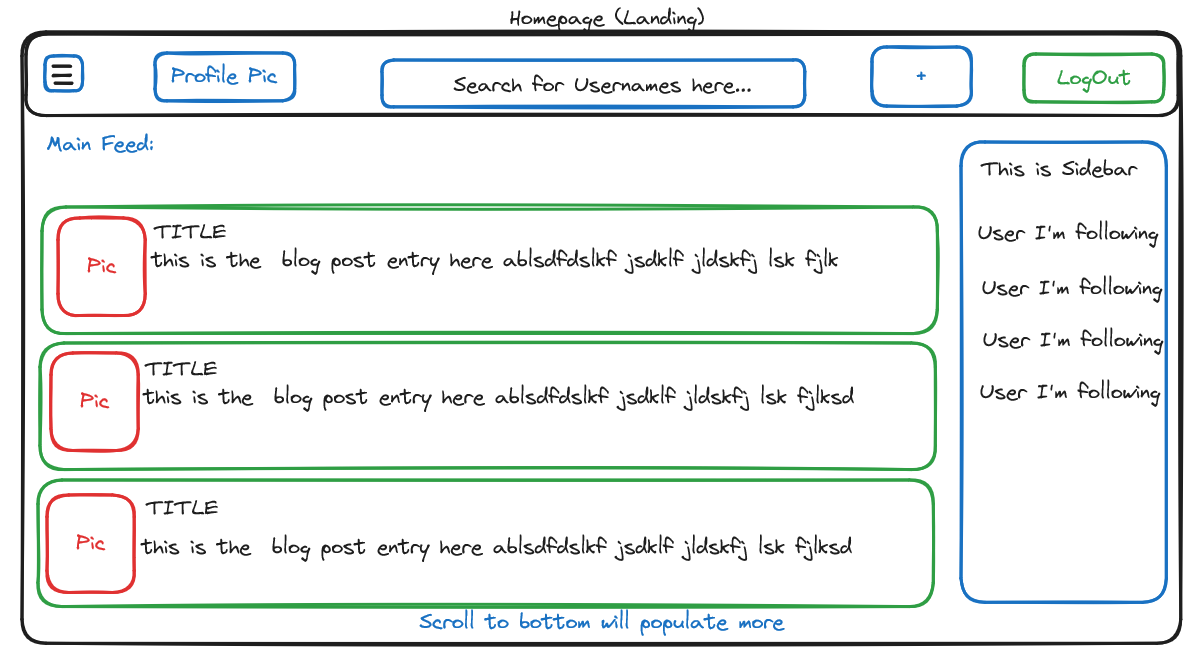 Homepage (Landing)
Profile Pic
Search for Usernames here...
+
LogOut
Main Feed:
This is Sidebar
TITLE
Pic
this is the blog post entry here ablsdfdslkf jsdklf jldskfj lsk fjlk
User I'm following
User I'm following
User I'm following
User I'm following
TITLE
Pic
this is the blog post entry here ablsdfdslkf jsdklf jldskfj lsk fjlksd
TITLE
Pic
this is the blog post entry here ablsdfdslkf jsdklf jldskfj lsk fjlksd
Scroll to bottom will populate more